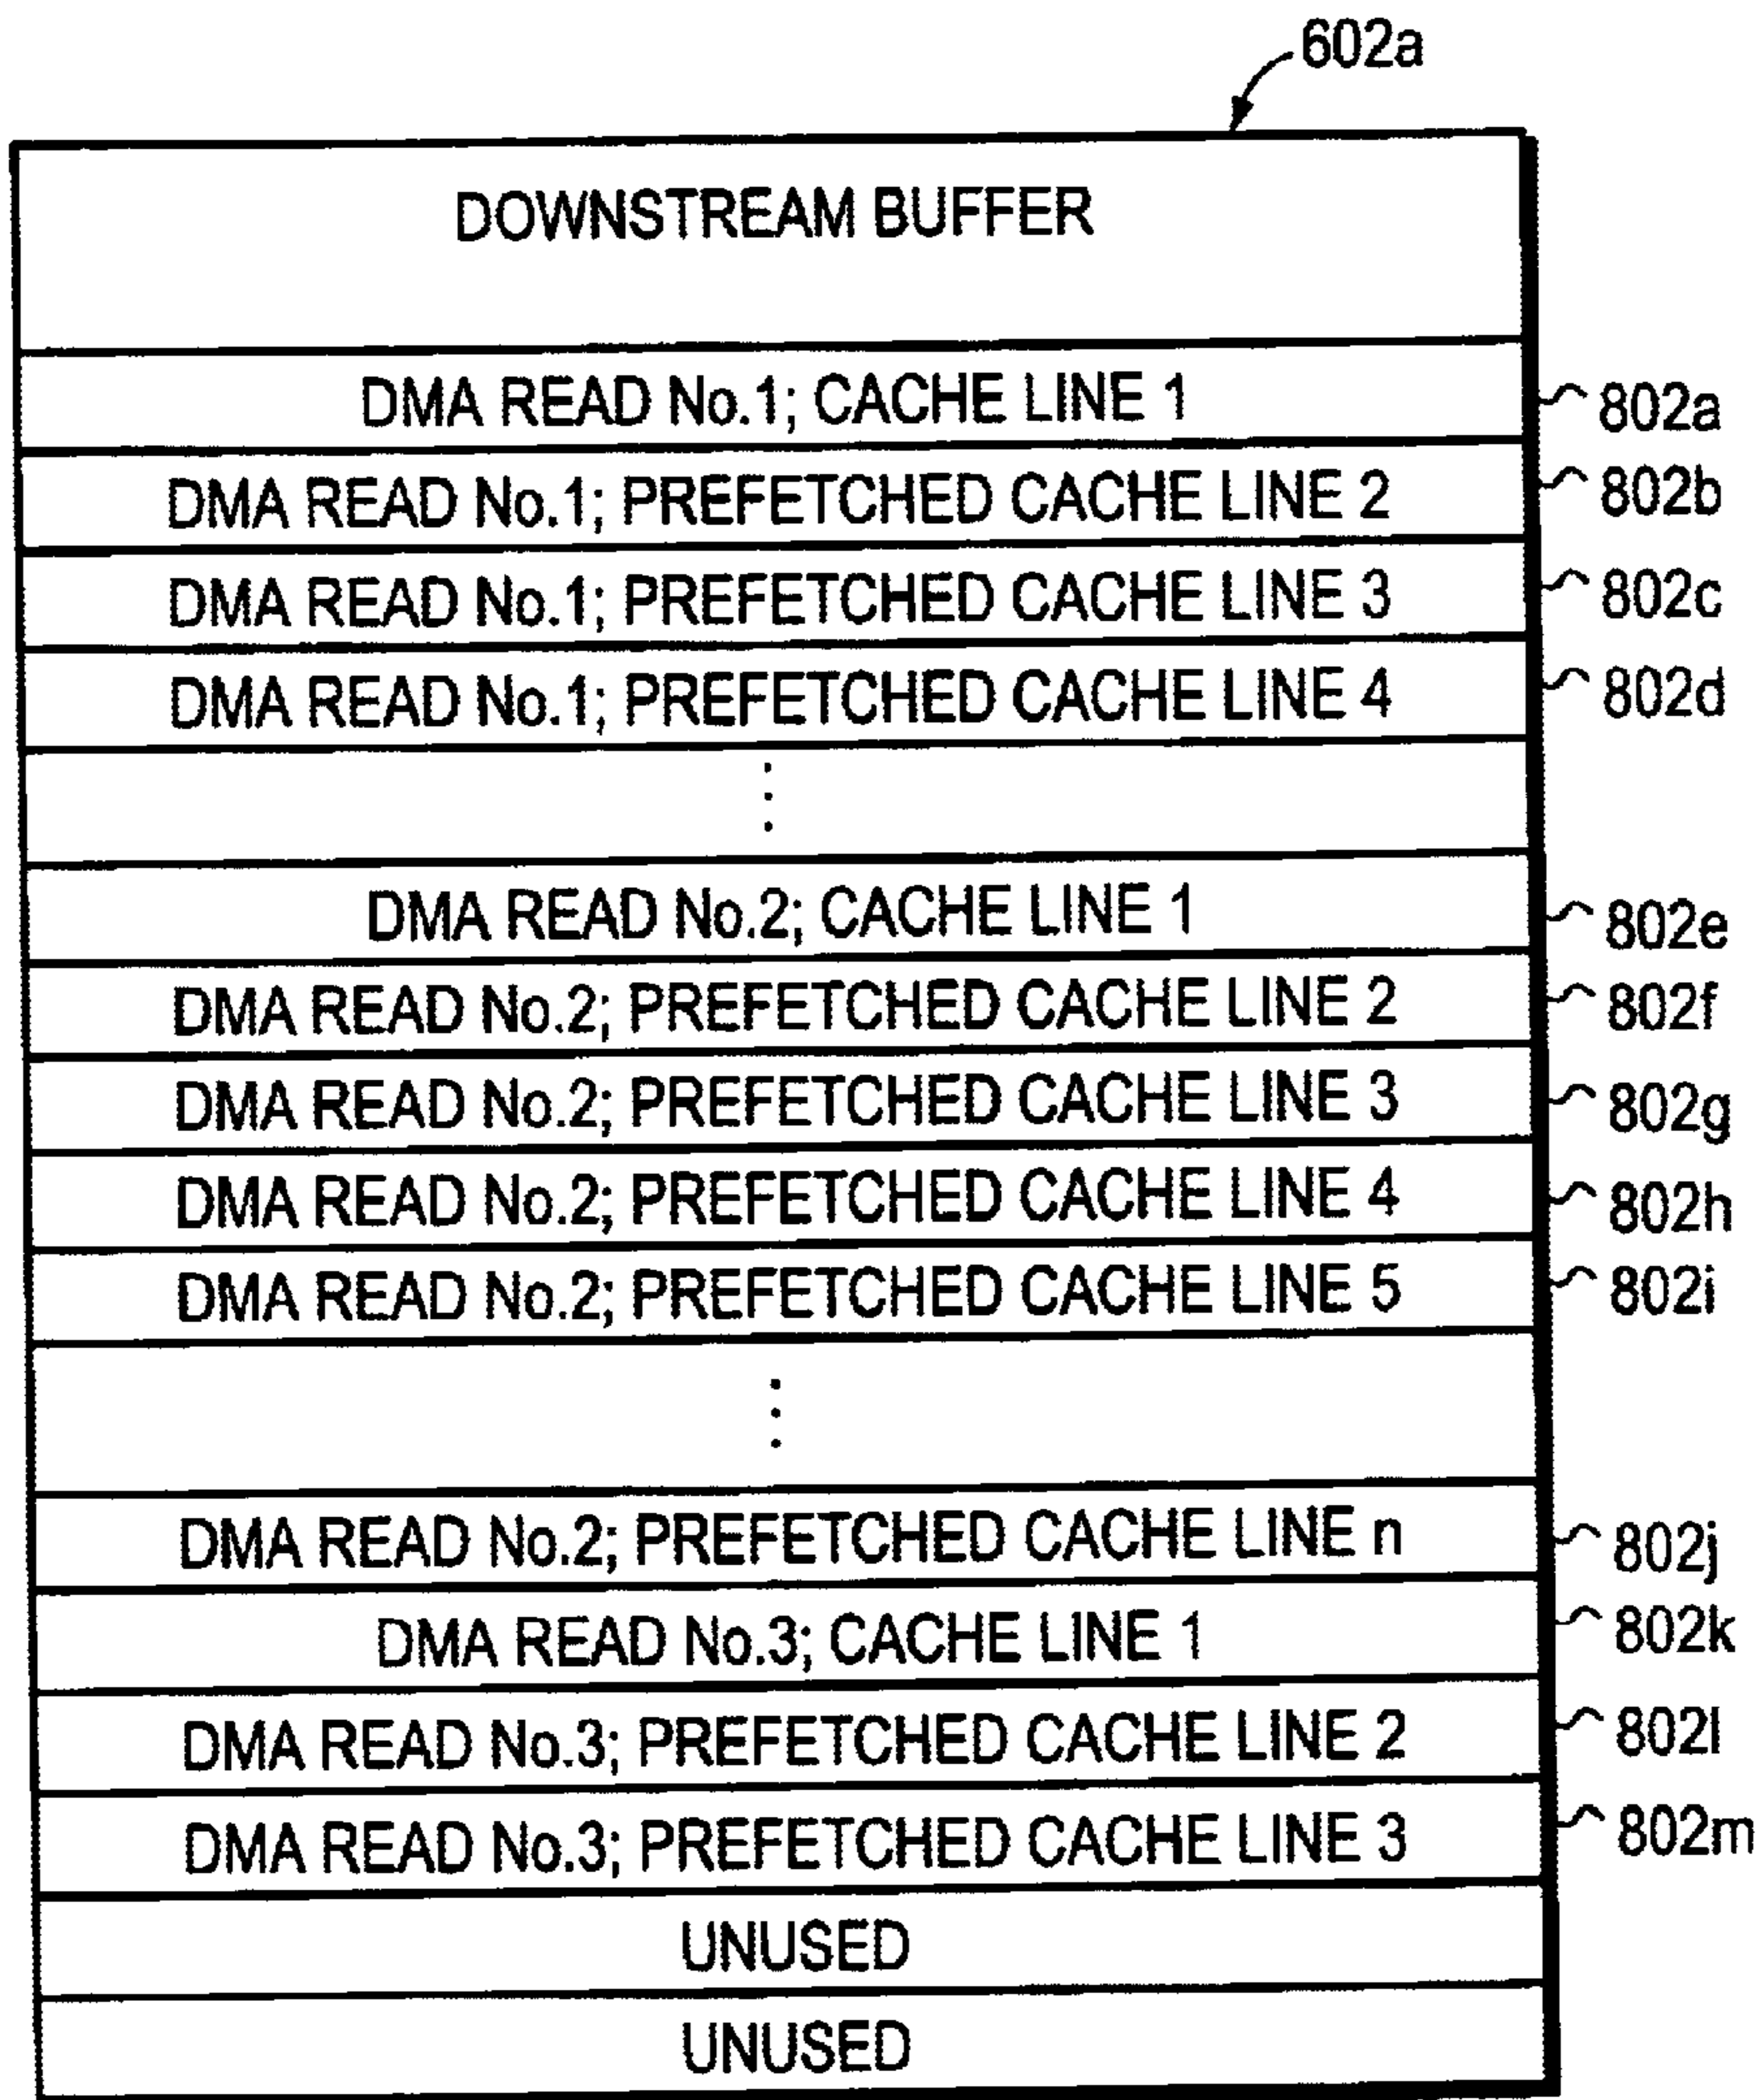 602a
DOWNSTREAM BUFFER
DMA READ No.1; CACHE LINE 1 802a
DMA READ No.1; PREFETCHED CACHE LINE 2 802b
DMA READ No.1; PREFETCHED CACHE LINE 3 802c
DMA READ No.1; PREFETCHED CACHE LINE 4 802d
DMA READ No.2; CACHE LINE 1 802e
DMA READ No.2; PREFETCHED CACHE LINE 2 802f
DMA READ No.2; PREFETCHED CACHE LINE 3 802g
DMA READ No.2; PREFETCHED CACHE LINE 4 802h
DMA READ No.2; PREFETCHED CACHE LINE 5 802i
DMA READ No.2; PREFETCHED CACHE LINE n 802j
DMA READ No.3; CACHE LINE 1 802k
DMA READ No.3; PREFETCHED CACHE LINE 2 802l
DMA READ No.3; PREFETCHED CACHE LINE 3 802m
UNUSED
UNUSED